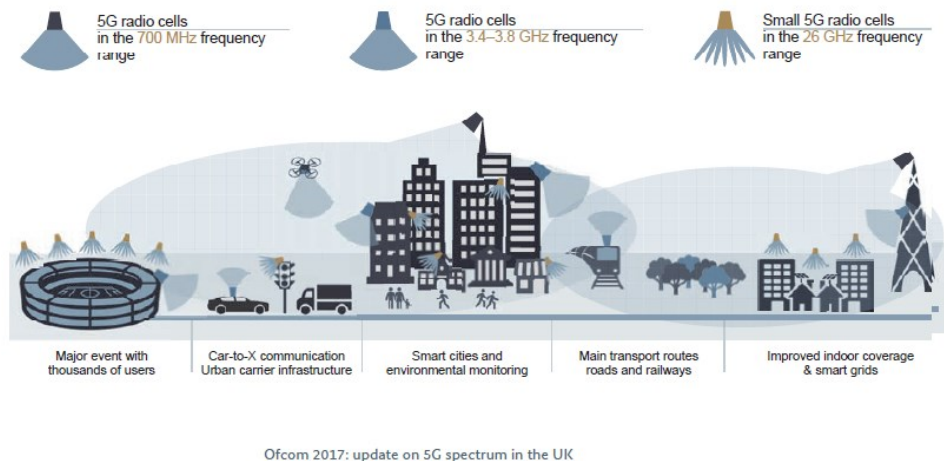 5G radio cells
in the 700 MHz frequency
range
5G radio cells
in the 3.4–3.8 GHz frequency
range
Small 5G radio cells
in the 26 GHz frequency
range
Major event with
thousands of users
Car-to-X communication
Urban carrier infrastructure
Smart cities and
environmental monitoring
Main transport routes
roads and railways
Improved indoor coverage
& smart grids
Ofcom 2017: update on 5G spectrum in the UK